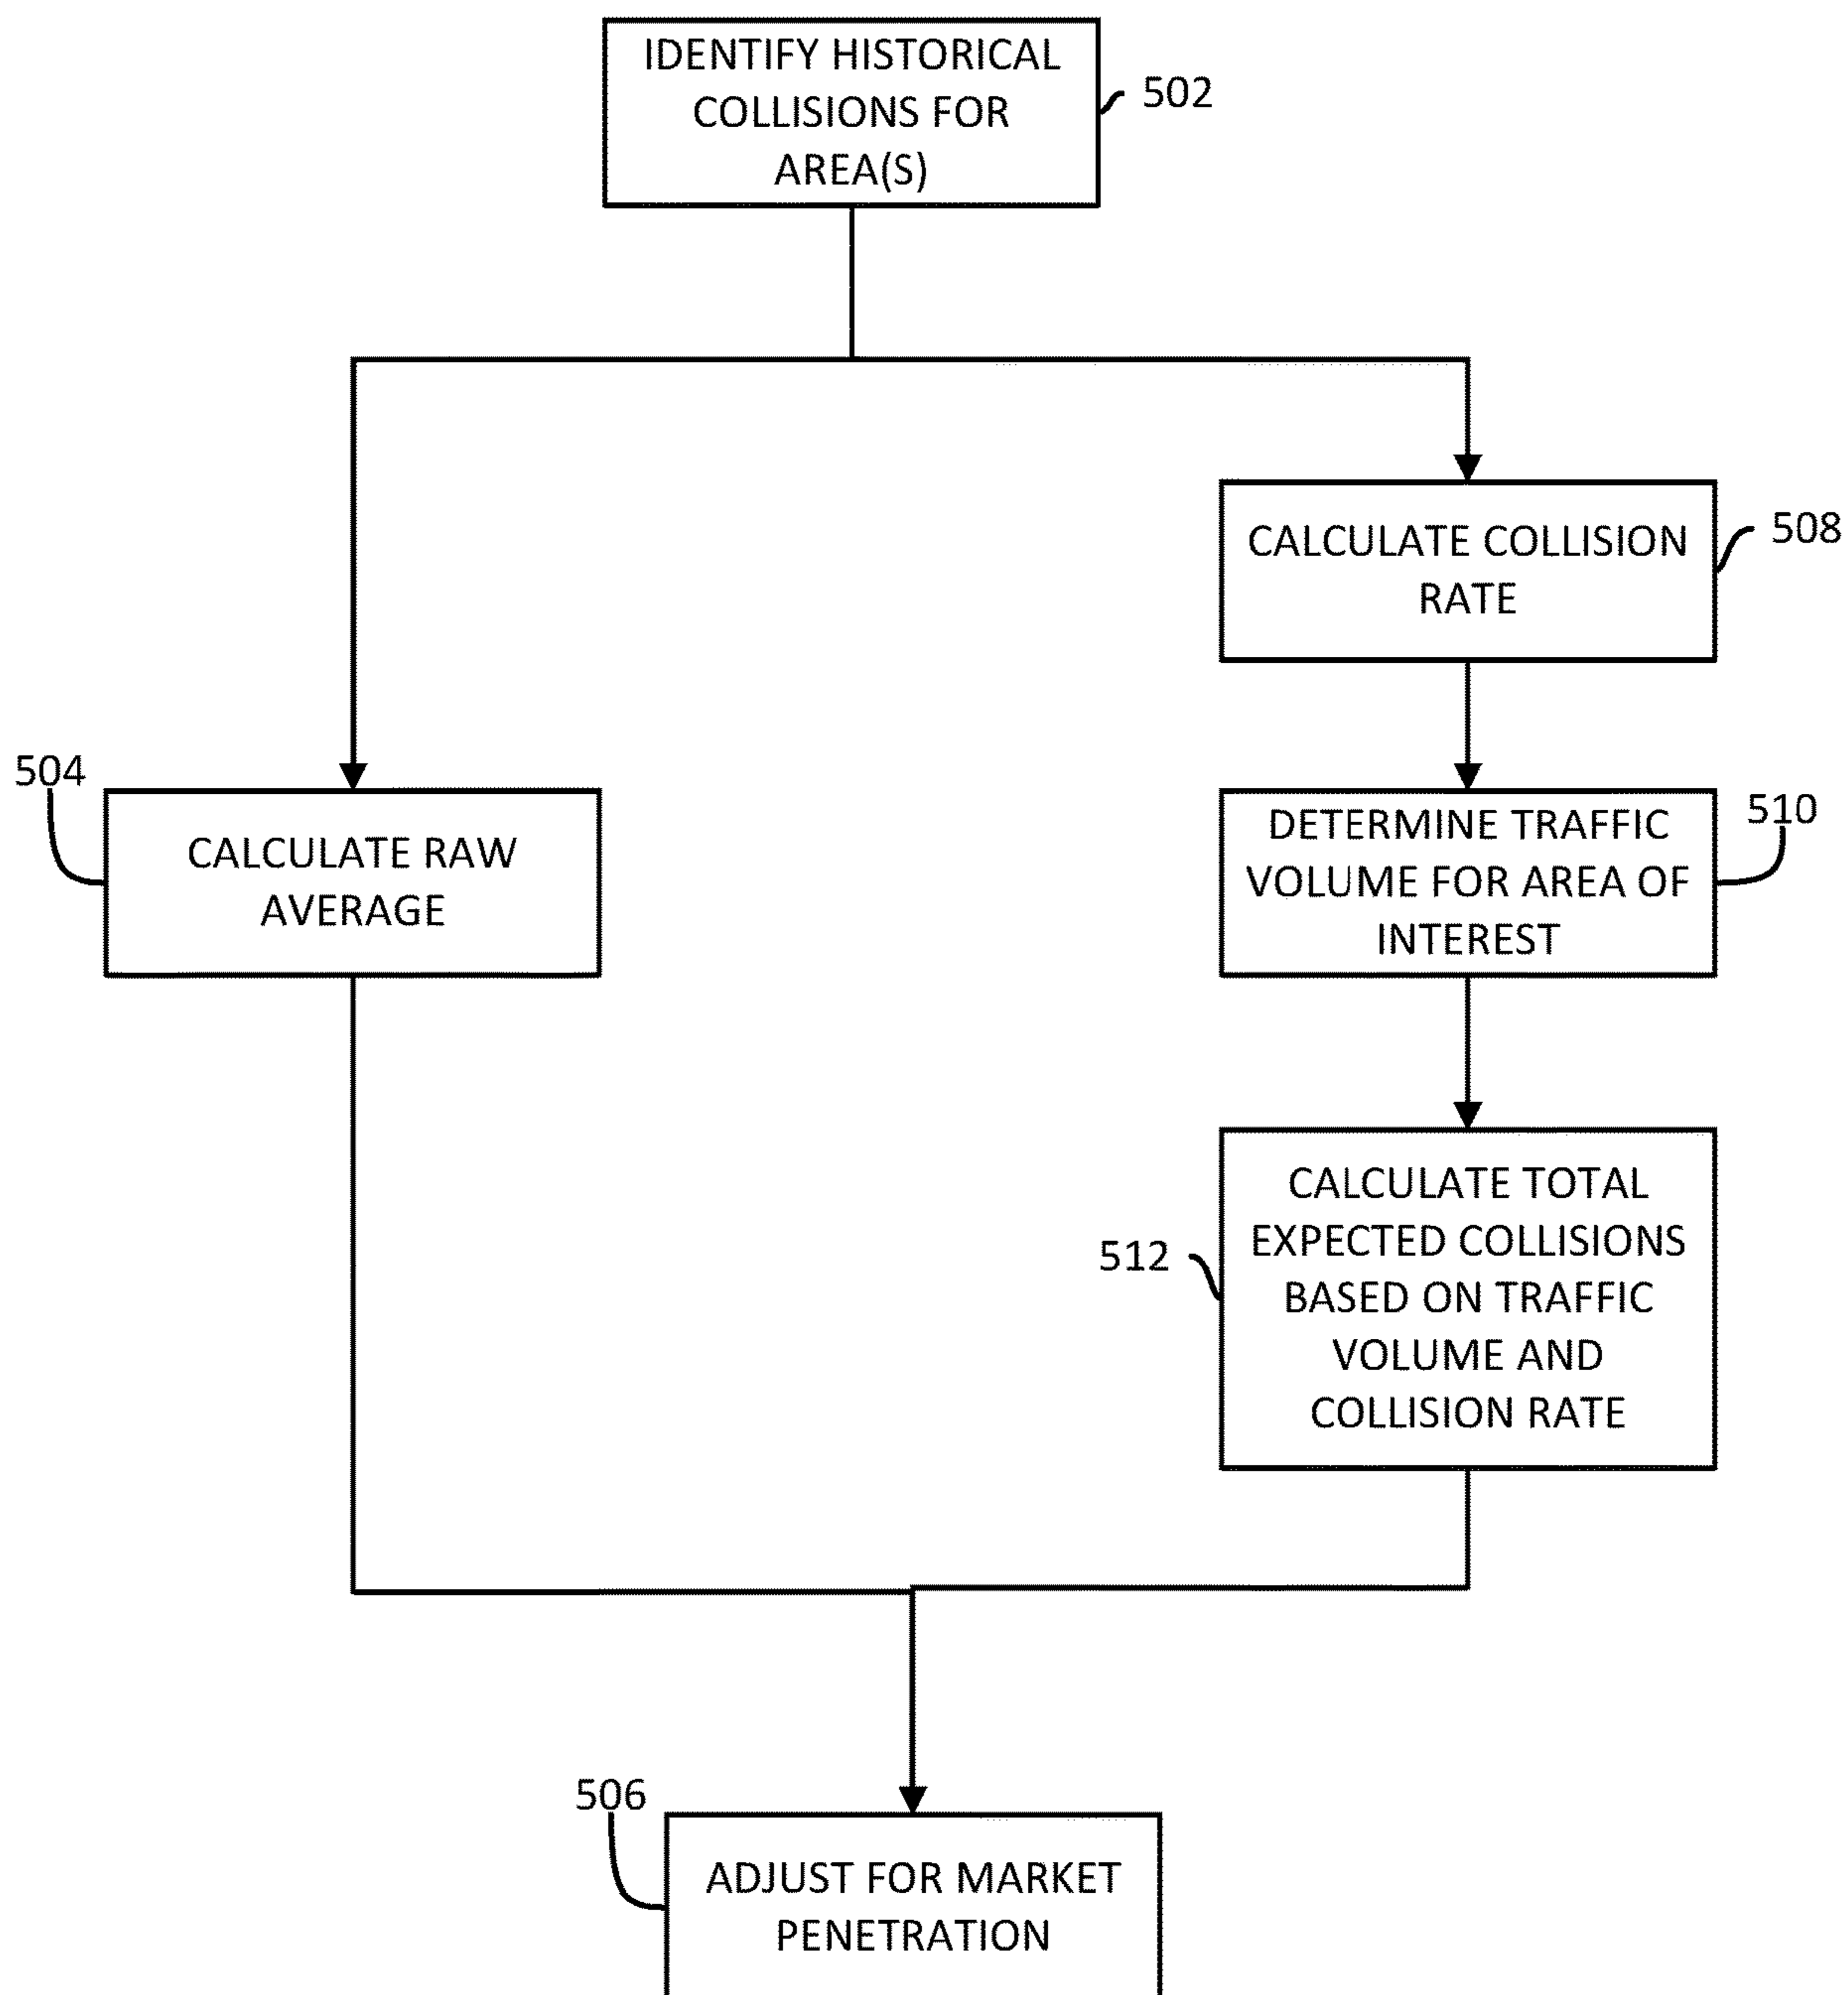 IDENTIFY HISTORICAL
COLLISIONS FOR
AREA(S)
502
CALCULATE COLLISION
RATE
508
504
CALCULATE RAW
AVERAGE
DETERMINE TRAFFIC
VOLUME FOR AREA OF
INTEREST
510
CALCULATE TOTAL
EXPECTED COLLISIONS
BASED ON TRAFFIC
VOLUME AND
COLLISION RATE
512
506
ADJUST FOR MARKET
PENETRATION